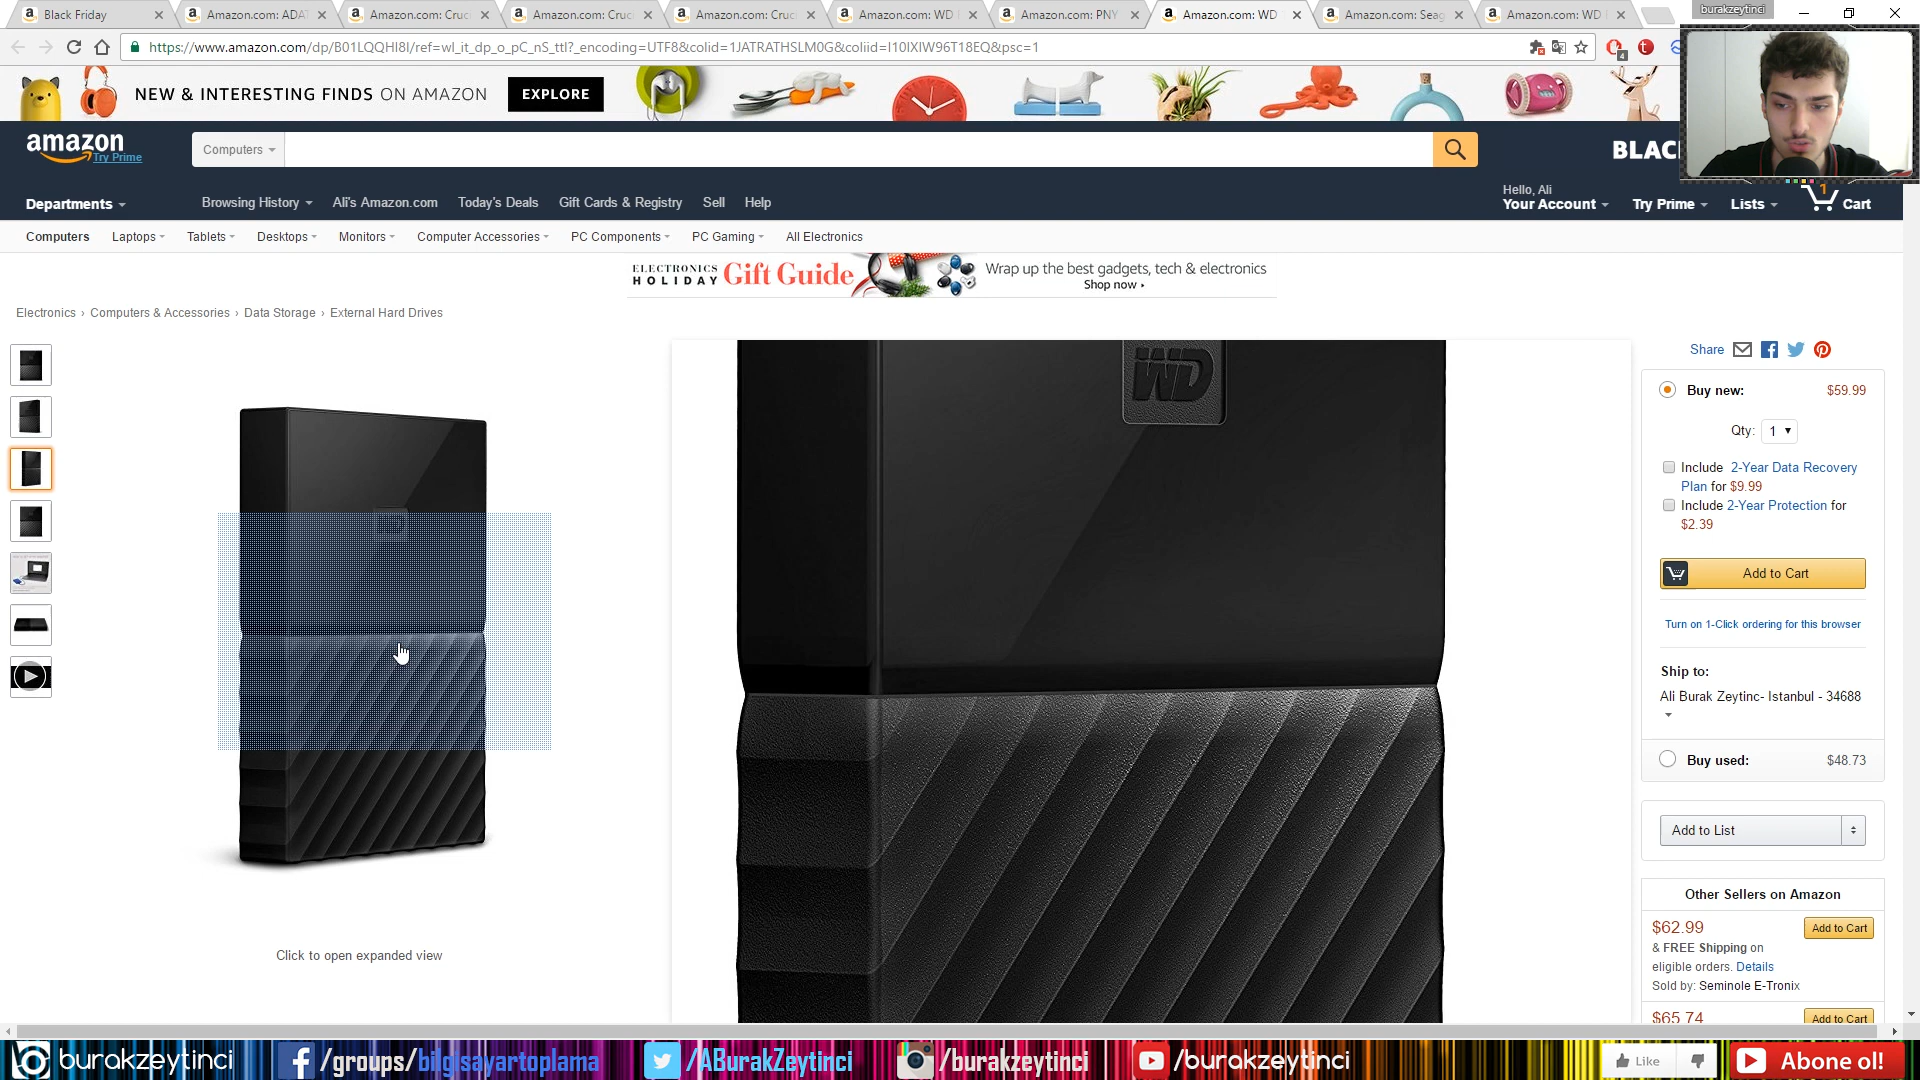 Black Friday
Amazon.com: ADAT
Amazon.com: Cruc
Amazon.com: Cruc
Amazon.com: Cruc
Amazon.com: WD
Amazon.com: PNY
Amazon.com: WD
Amazon.com: Seag
Amazon.com: WD
burakzeytinci
https://www.amazon.com/dp/B01LQQHI8I/ref=wl_it_dp_o_pC_nS_ttl?_encoding=UTF8&colid=1JATRATHSLM0G&coliid=I10IXIW96T18EQ&psc=1
4
NEW & INTERESTING FINDS ON AMAZON
EXPLORE
amazon
Try Prime
Computers
BLAC
Departments
Browsing History
Ali's Amazon.com
Today's Deals
Gift Cards & Registry
Sell
Help
Hello, Ali
Your Account
Try Prime
Lists
1
Cart
Computers
Laptops
Tablets
Desktops
Monitors
Computer Accessories
PC Components
PC Gaming
All Electronics
ELECTRONICS
HOLIDAY
Gift Guide
Wrap up the best gadgets, tech & electronics
Shop now ›
Electronics › Computers & Accessories › Data Storage › External Hard Drives
WD
WD
Click to open expanded view
Share
Buy new:
$59.99
Qty: 1
Include 2-Year Data Recovery
Plan for $9.99
Include 2-Year Protection for
$2.39
Add to Cart
Turn on 1-Click ordering for this browser
Ship to:
Ali Burak Zeytinc- Istanbul - 34688
Buy used:
$48.73
Add to List
Other Sellers on Amazon
$62.99
Add to Cart
& FREE Shipping on
eligible orders. Details
Sold by: Seminole E-Tronix
$65.74
Add to Cart
burakzeytinci
/groups/bilgisayartoplama
/ABurakZeytinci
/burakzeytinci
/burakzeytinci
Like
Abone ol!